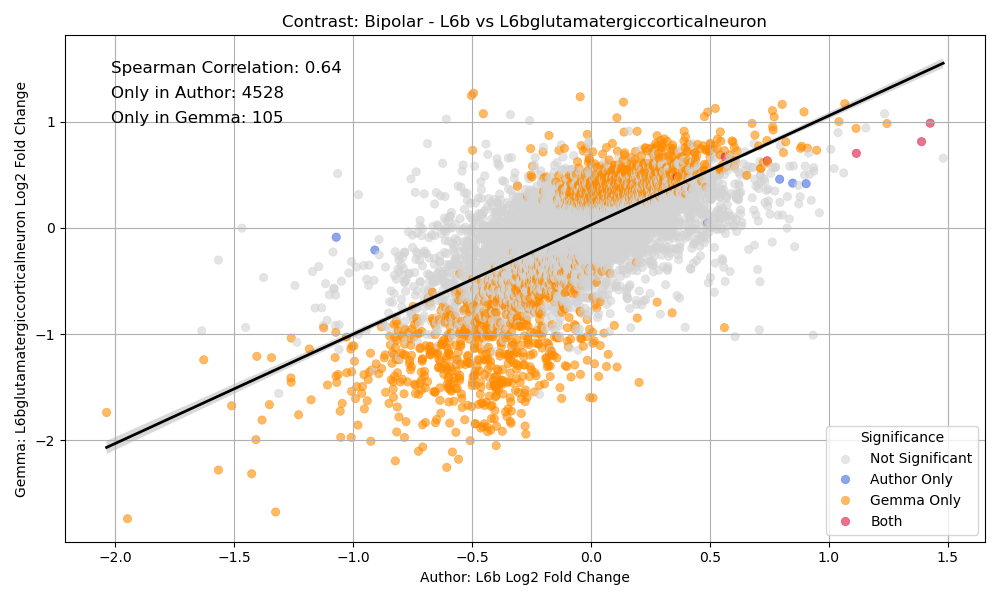 Contrast: Bipolar - L6b vs L6bglutamatergiccorticalneuron
Spearman Correlation: 0.64
Only in Author: 4528
Only in Gemma: 105
Gemma: L6bglutamatergiccorticalneuron Log2 Fold Change
1
0
−1
−2
Significance
Not Significant
Author Only
Gemma Only
Both
−2.0 −1.5 −1.0 −0.5 0.0 0.5 1.0 1.5
Author: L6b Log2 Fold Change